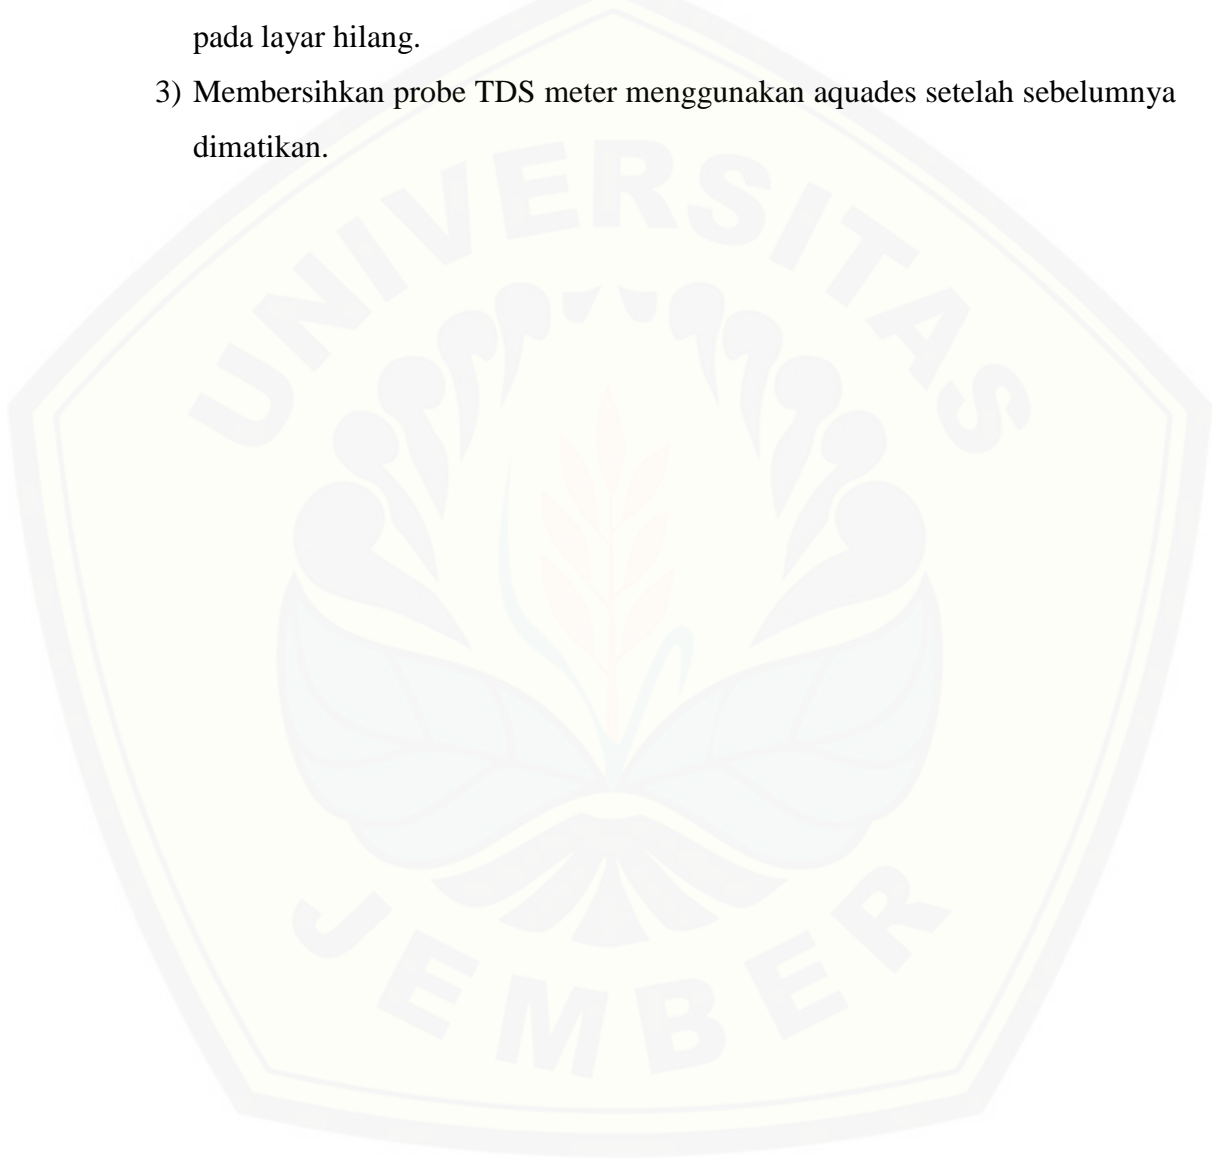 pada layar hilang.
3) Membersihkan probe TDS meter menggunakan aquades setelah sebelumnya
dimatikan.
UNIVERSITAS
JEMBER